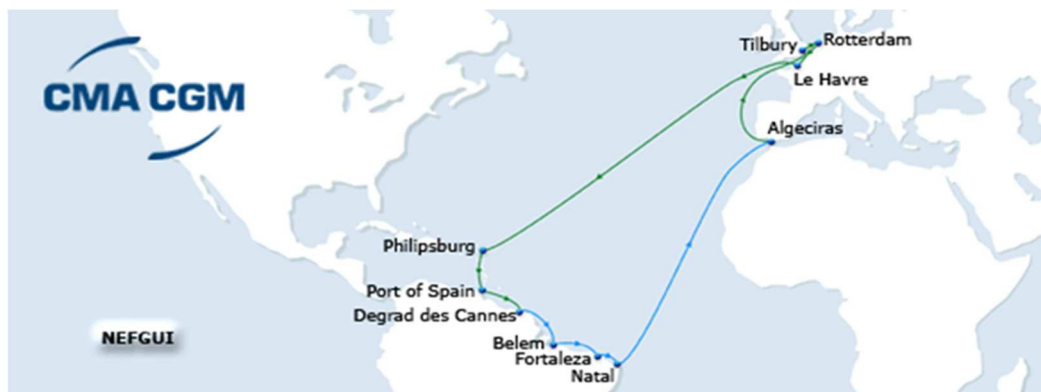 Tilbury
Rotterdam
Le Havre
CMA CGM
Algeciras
Philipsburg
Port of Spain
Degrad des Cannes
Belem
Fortaleza
Natal
NEFGUI